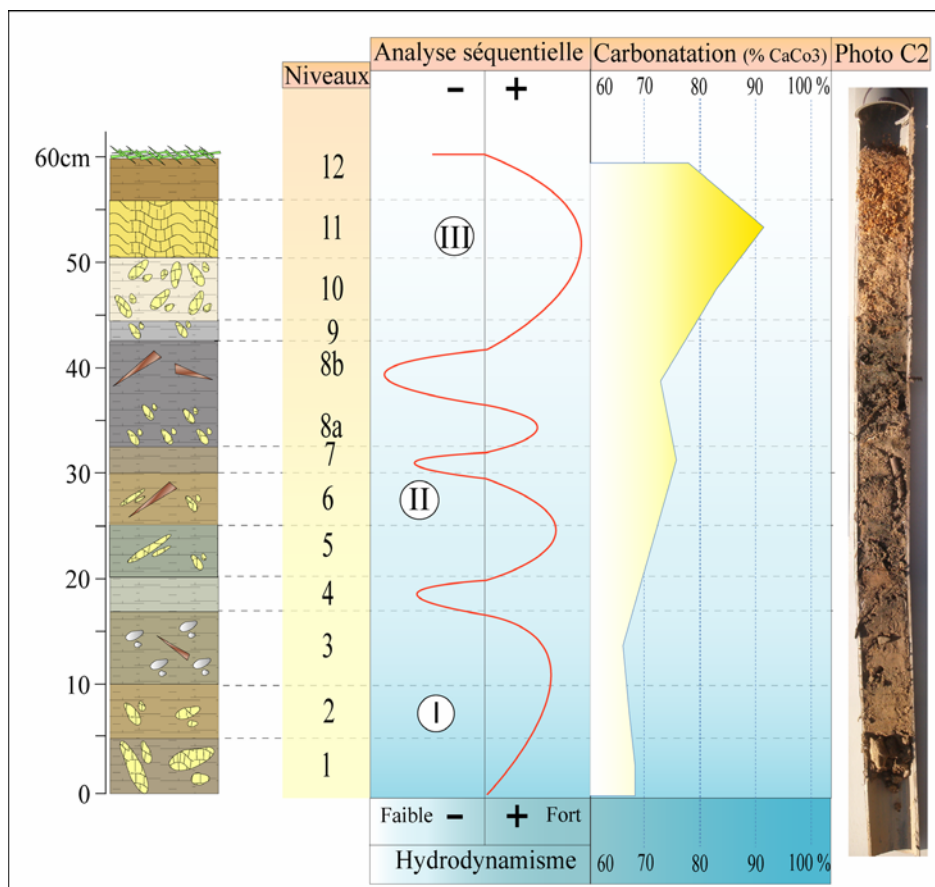 Analyse séquentielle
Carbonatation (% CaCo3)
Photo C2
Niveaux
- +
60 70 80 90 100 %
60cm
50
40
30
20
10
0
12
11
10
9
8b
8a
7
6
5
4
3
2
1
III
II
I
Faible - + Fort
Hydrodynamisme
60 70 80 90 100 %